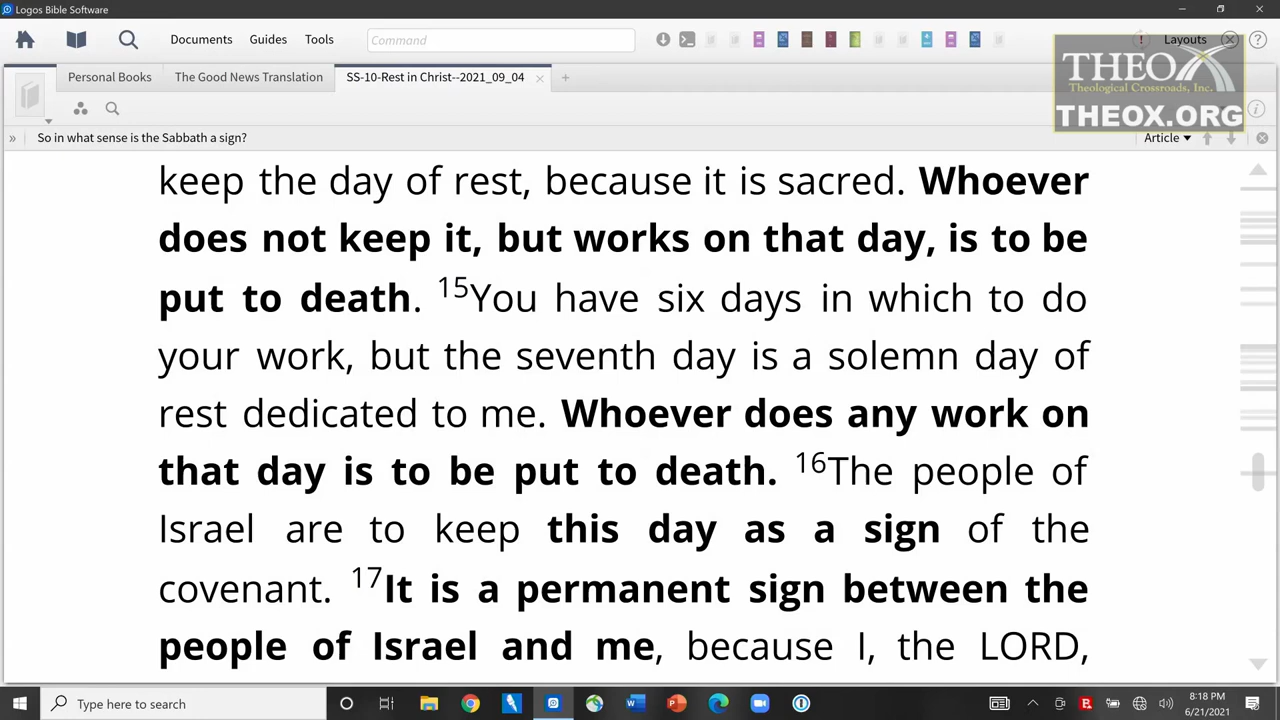 Logos Bible Software
Documents Guides Tools Command Layouts
THEOX
Theological Crossroads, Inc.
THEOX.ORG
Personal Books The Good News Translation SS-10-Rest in Christ--2021_09_04
So in what sense is the Sabbath a sign? Article
keep the day of rest, because it is sacred. Whoever
does not keep it, but works on that day, is to be
put to death. 15You have six days in which to do
your work, but the seventh day is a solemn day of
rest dedicated to me. Whoever does any work on
that day is to be put to death. 16The people of
Israel are to keep this day as a sign of the
covenant. 17It is a permanent sign between the
people of Israel and me, because I, the LORD,
Type here to search
8:18 PM
6/21/2021